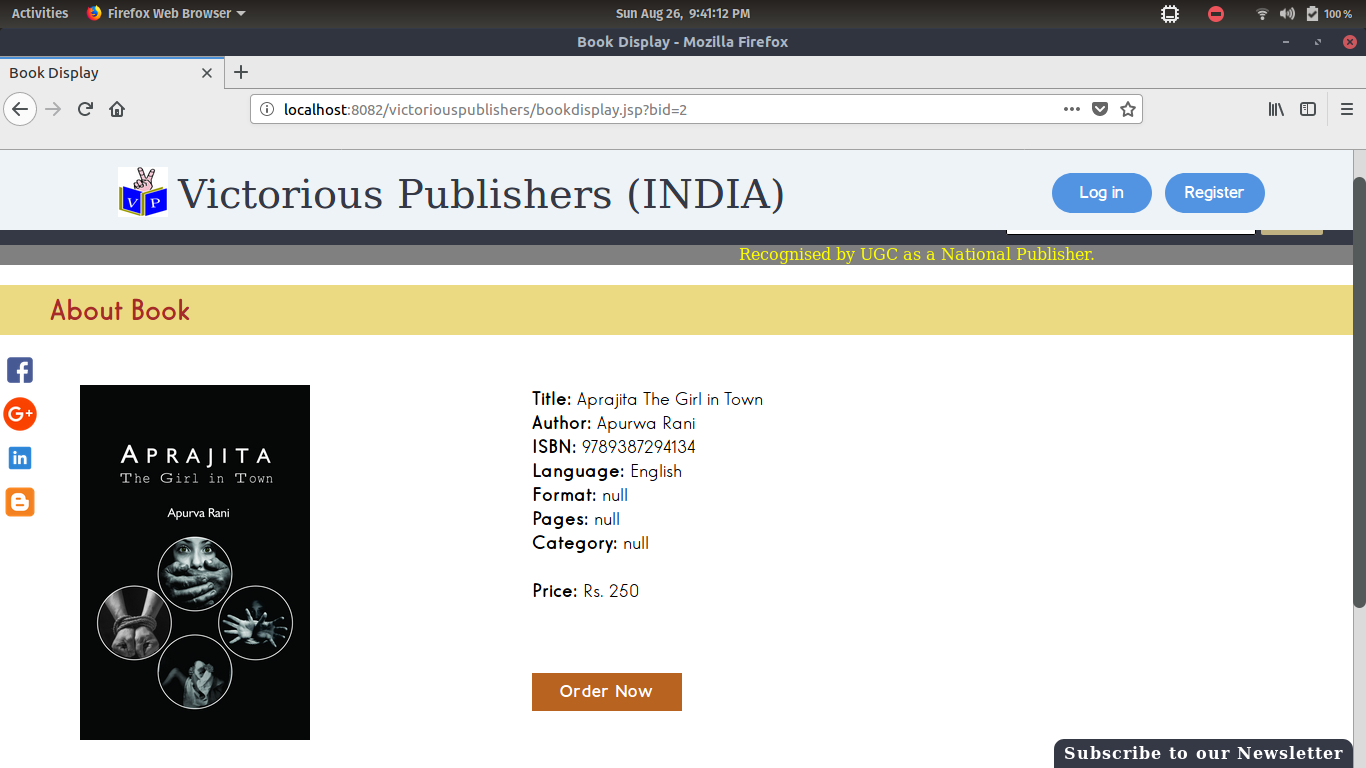 Activities Firefox Web Browser Sun Aug 26, 9:41:12 PM 100 %
Book Display - Mozilla Firefox
Book Display
localhost:8082/victoriouspublishers/bookdisplay.jsp?bid=2
V P Victorious Publishers (INDIA) Log in Register
Recognised by UGC as a National Publisher.
About Book
APRAJITA
The Girl in Town
Apurva Rani
Title: Aprajita The Girl in Town
Author: Apurwa Rani
ISBN: 9789387294134
Language: English
Format: null
Pages: null
Category: null
Price: Rs. 250
Order Now
Subscribe to our Newsletter